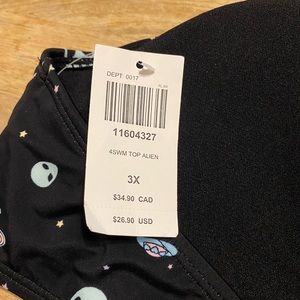 DEPT 0017
11604327
4SWM TOP ALIEN
3X
$34.90 CAD
$26.90 USD